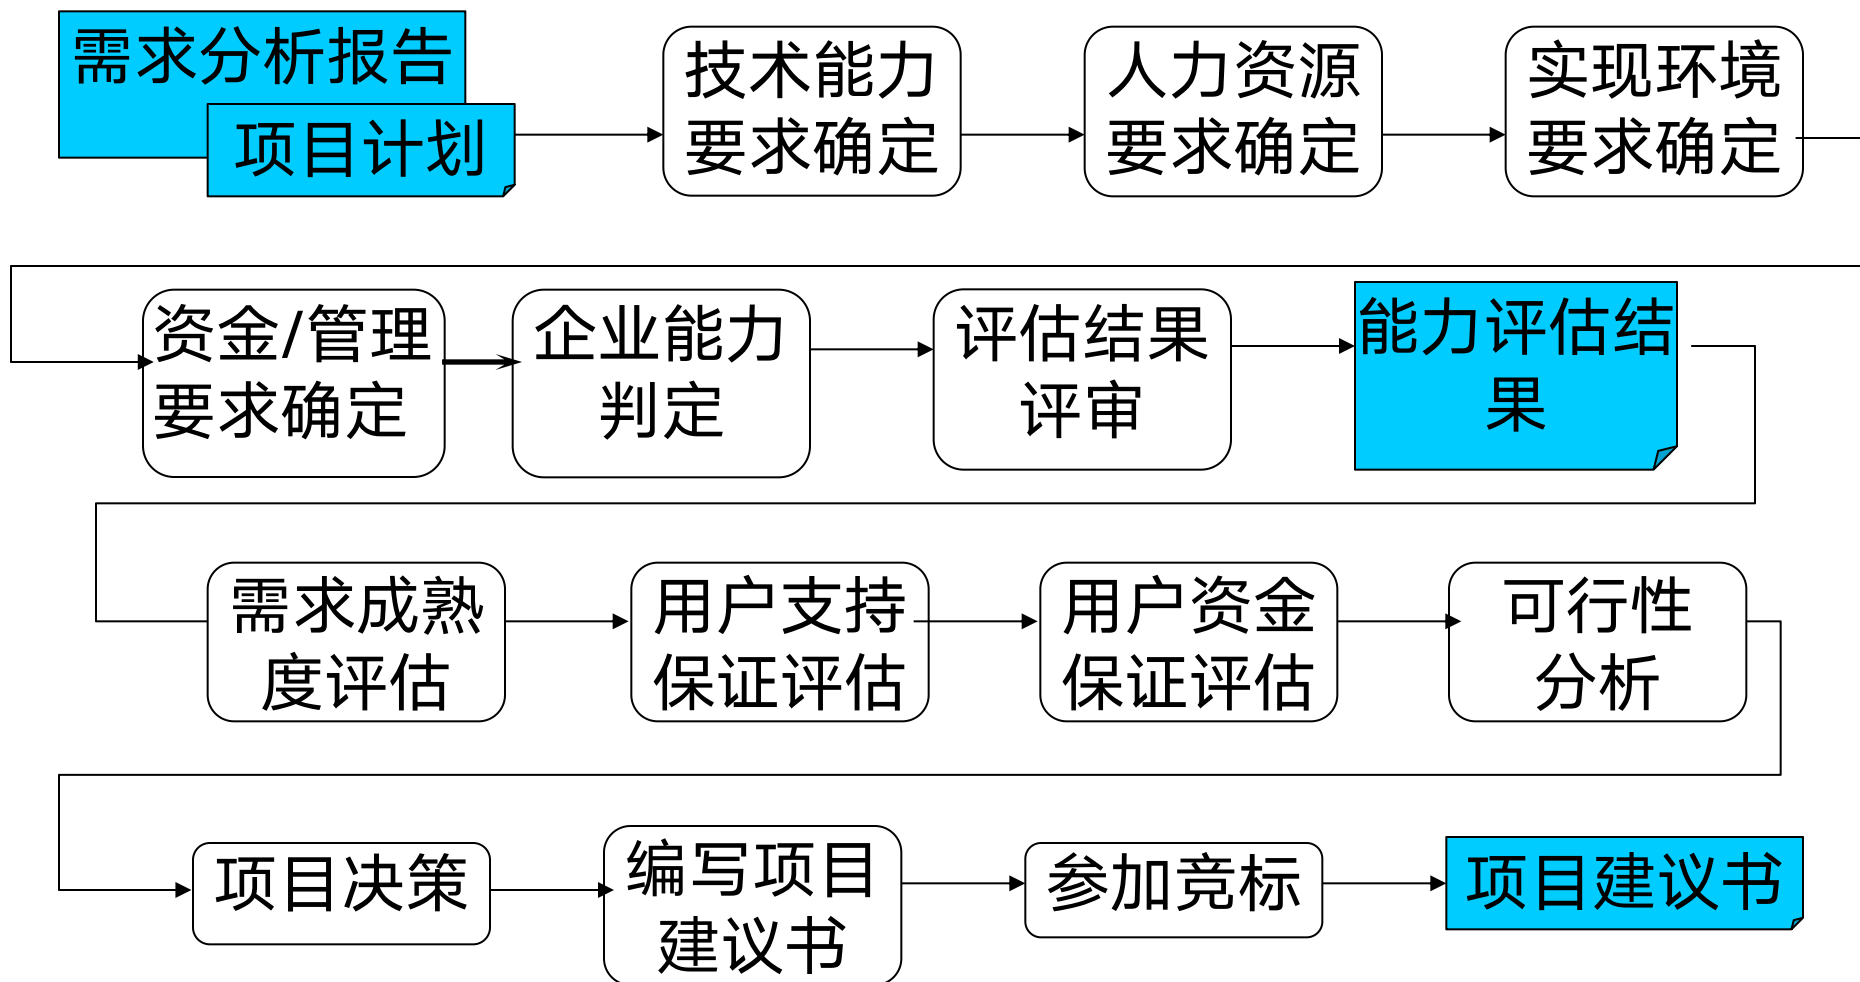 需求分析报告
项目计划
技术能力
要求确定
人力资源
要求确定
实现环境
要求确定
资金/管理
要求确定
企业能力
判定
评估结果
评审
能力评估结
果
需求成熟
度评估
用户支持
保证评估
用户资金
保证评估
可行性
分析
项目决策
编写项目
建议书
参加竞标
项目建议书